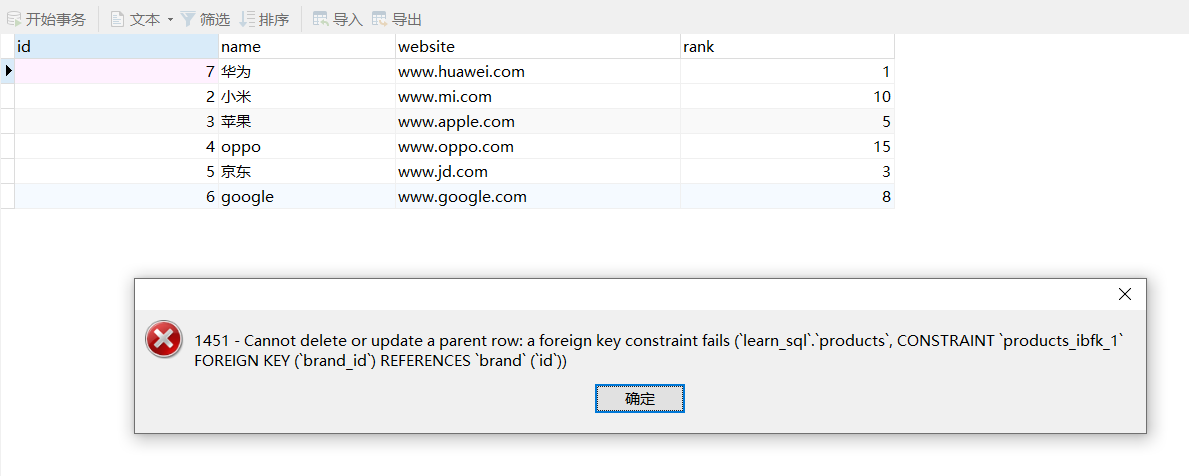 开始事务 文本 筛选 排序 导入 导出
id name website rank
7 华为 www.huawei.com 1
2 小米 www.mi.com 10
3 苹果 www.apple.com 5
4 oppo www.oppo.com 15
5 京东 www.jd.com 3
6 google www.google.com 8
1451 - Cannot delete or update a parent row: a foreign key constraint fails (`learn_sql`.`products`, CONSTRAINT `products_ibfk_1`
FOREIGN KEY (`brand_id`) REFERENCES `brand` (`id`))
确定